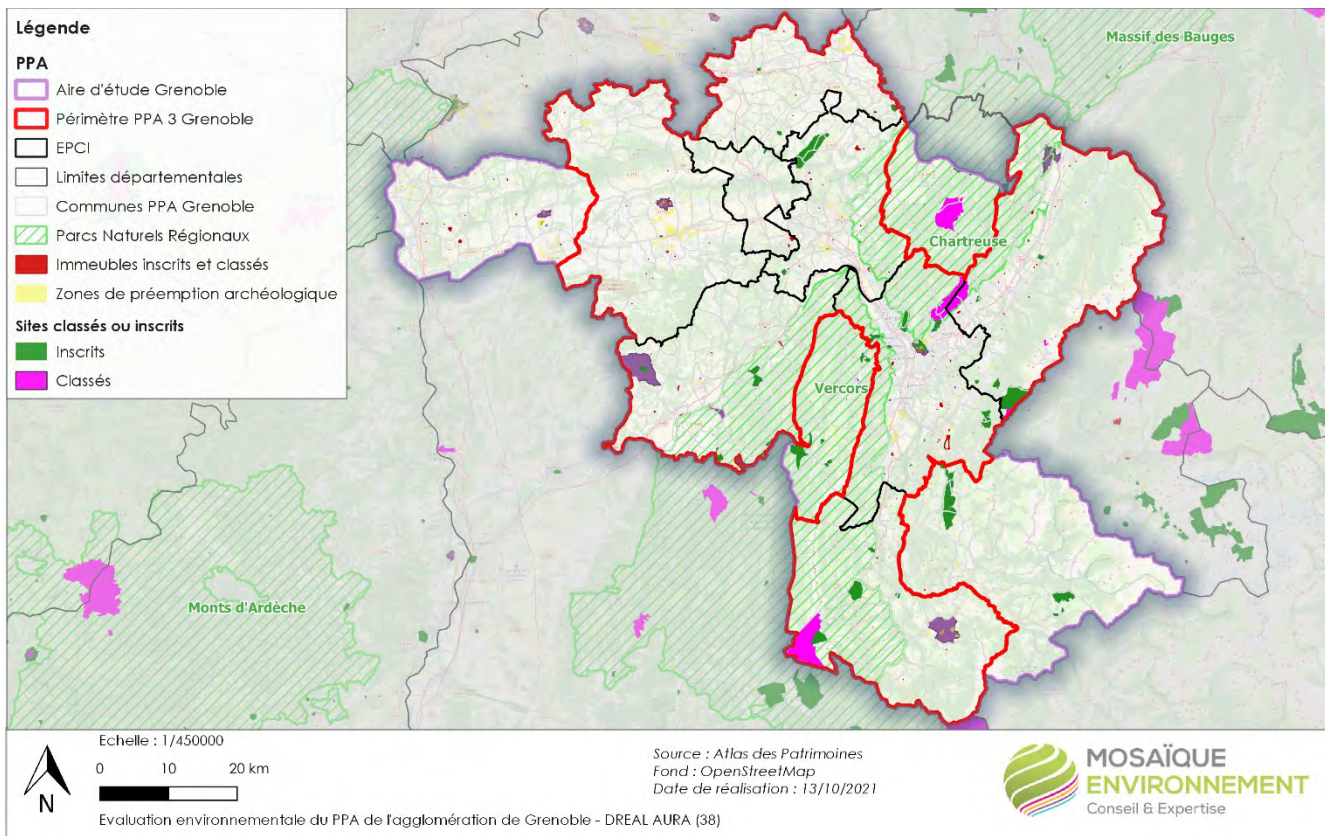 Légende
PPA
Aire d'étude Grenoble
Périmètre PPA 3 Grenoble
EPCI
Limites départementales
Communes PPA Grenoble
Parcs Naturels Régionaux
Immeubles inscrits et classés
Zones de préemption archéologique
Sites classés ou inscrits
Inscrits
Classés
Massif des Bauges
Chartreuse
Vercors
Monts d'Ardèche
N
Echelle : 1/450000
0 10 20 km
Evaluation environnementale du PPA de l'agglomération de Grenoble - DREAL AURA (38)
Source : Atlas des Patrimoines
Fond : OpenStreetMap
Date de réalisation : 13/10/2021
MOSAÏQUE
ENVIRONNEMENT
Conseil & Expertise